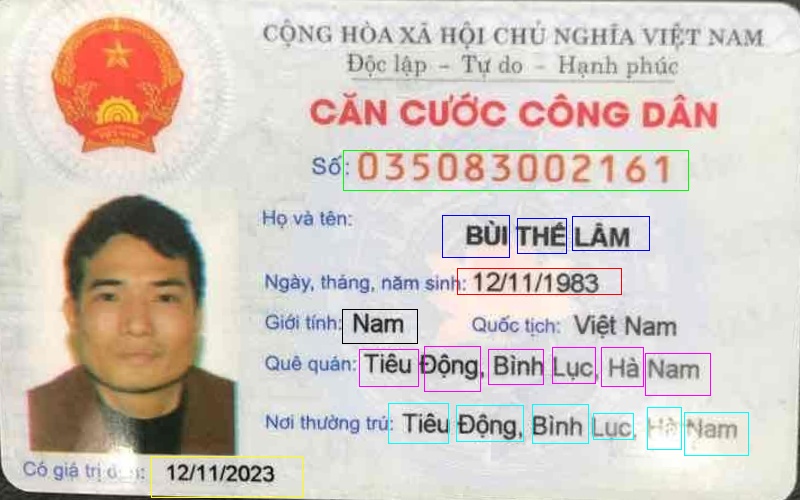 CỘNG HÒA XÃ HỘI CHỦ NGHĨA VIỆT NAM
Độc lập - Tự do - Hạnh phúc
CĂN CƯỚC CÔNG DÂN
Số: 035083002161
Họ và tên: BÙI THẾ LÂM
Ngày, tháng, năm sinh: 12/11/1983
Giới tính: Nam Quốc tịch: Việt Nam
Quê quán: Tiêu Động, Bình Lục, Hà Nam
Nơi thường trú: Tiêu Động, Bình Lục, Hà Nam
Có giá trị đến: 12/11/2023